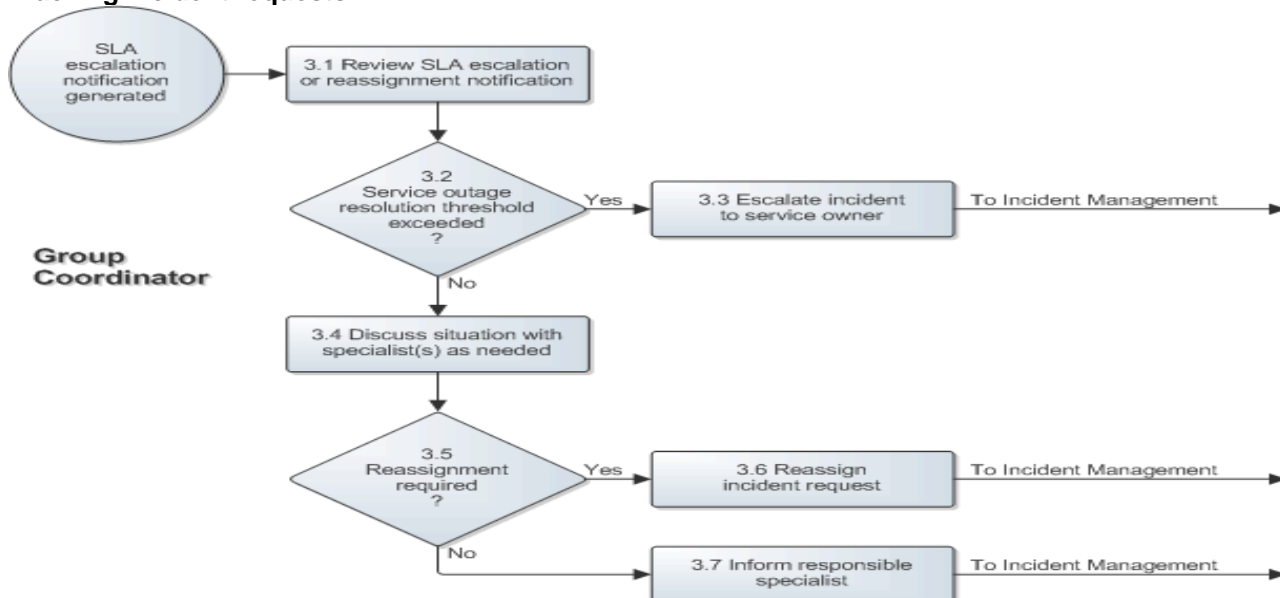 SLA
escalation
notification
generated
3.1 Review SLA escalation
or reassignment notification
3.2
Service outage
resolution threshold
exceeded
?
Yes
3.3 Escalate incident
to service owner
To Incident Management
Group
Coordinator
No
3.4 Discuss situation with
specialist(s) as needed
3.5
Reassignment
required
?
Yes
3.6 Reassign
incident request
To Incident Management
No
3.7 Inform responsible
specialist
To Incident Management